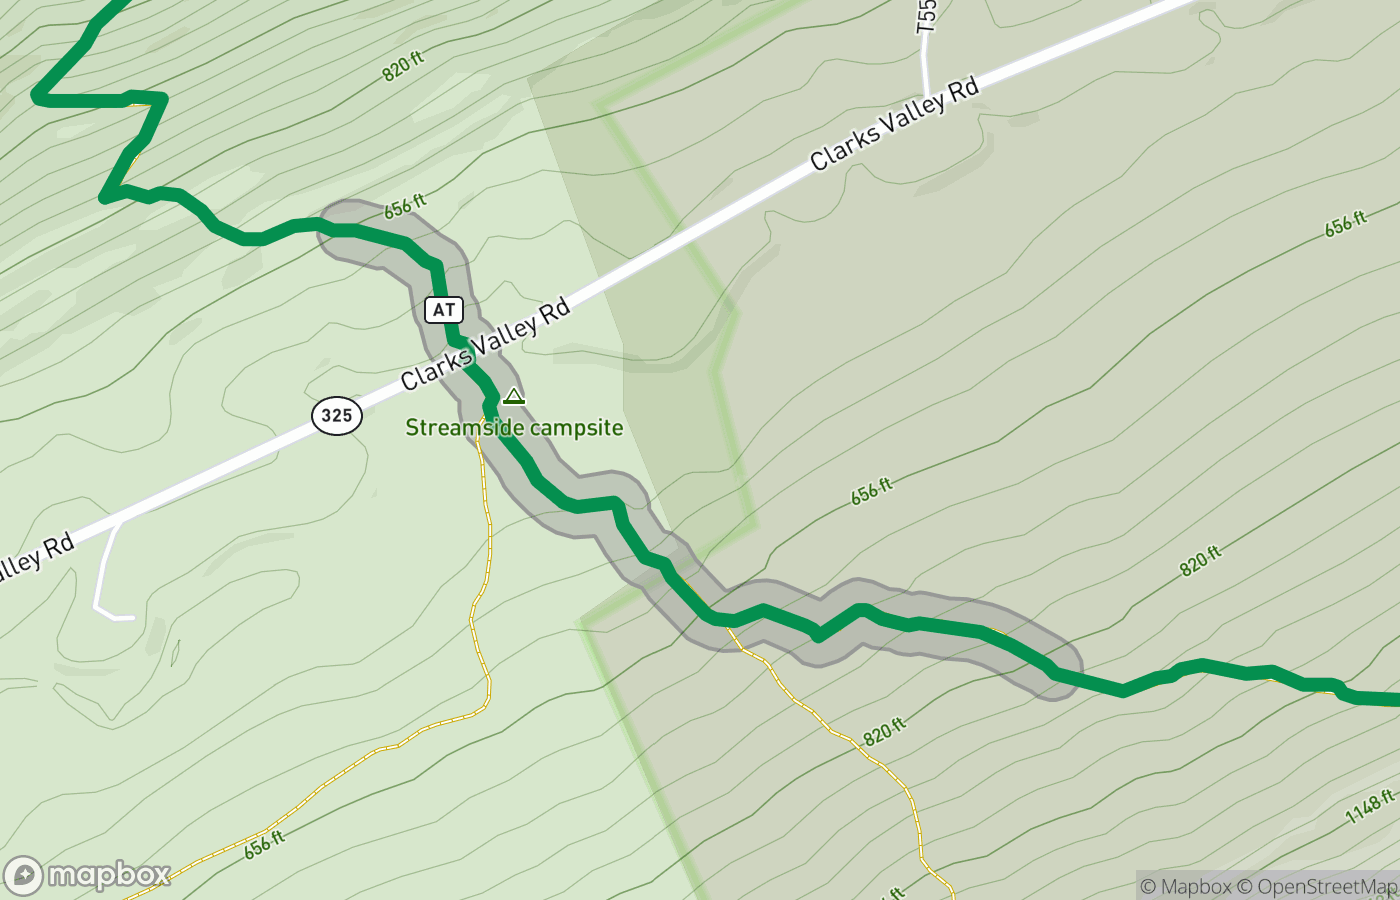 T55
820 ft
Clarks Valley Rd
656 ft
656 ft
AT
Clarks Valley Rd
325
Streamside campsite
656 ft
alley Rd
820 ft
820 ft
1148 ft
656 ft
mapbox
© Mapbox © OpenStreetMap